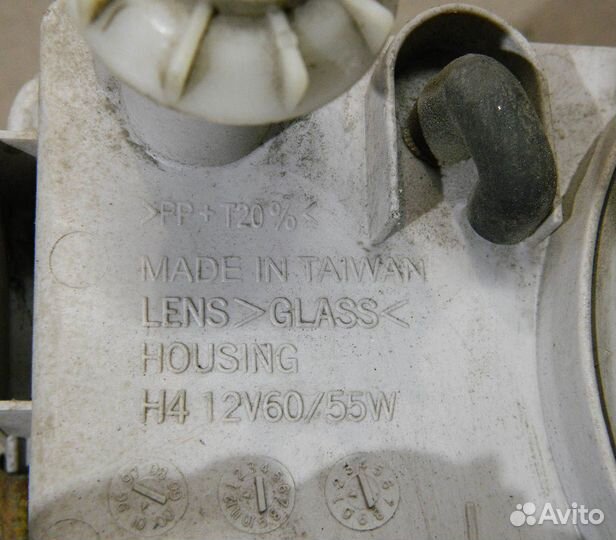 >PP+T20%<
MADE IN TAIWAN
LENS>GLASS<
HOUSING
H4 12V60/55W
Avito